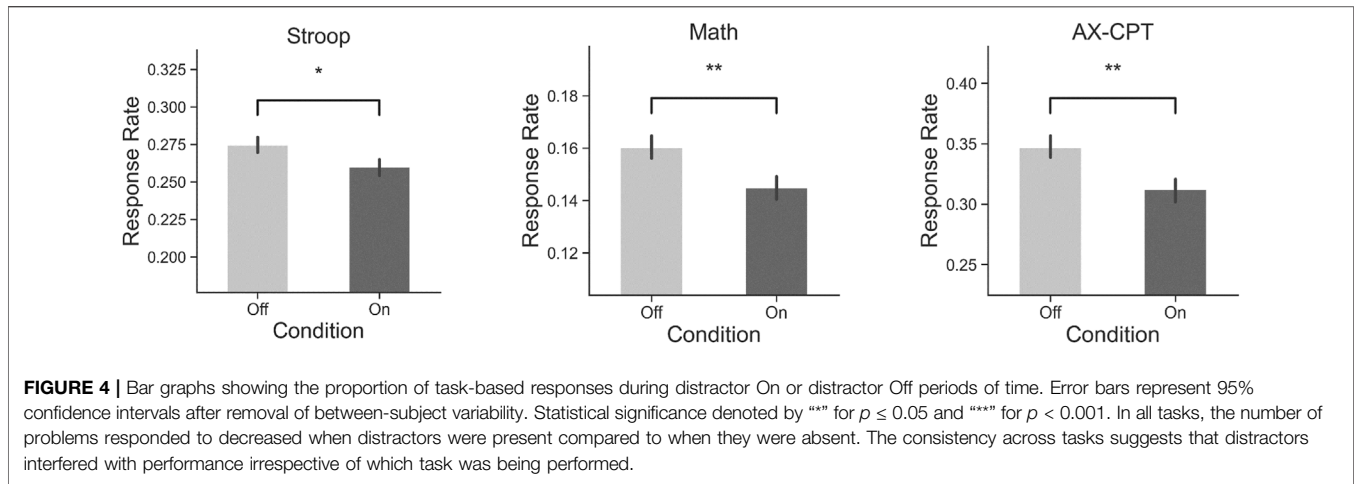 Stroop
Math
AX-CPT
*
**
**
Response Rate
0.325
0.300
0.275
0.250
0.225
0.200
Off
On
Condition
Response Rate
0.18
0.16
0.14
0.12
Off
On
Condition
Response Rate
0.40
0.35
0.30
0.25
Off
On
Condition
FIGURE 4 | Bar graphs showing the proportion of task-based responses during distractor On or distractor Off periods of time. Error bars represent 95%
confidence intervals after removal of between-subject variability. Statistical significance denoted by “*” for p ≤ 0.05 and “**” for p < 0.001. In all tasks, the number of
problems responded to decreased when distractors were present compared to when they were absent. The consistency across tasks suggests that distractors
interfered with performance irrespective of which task was being performed.